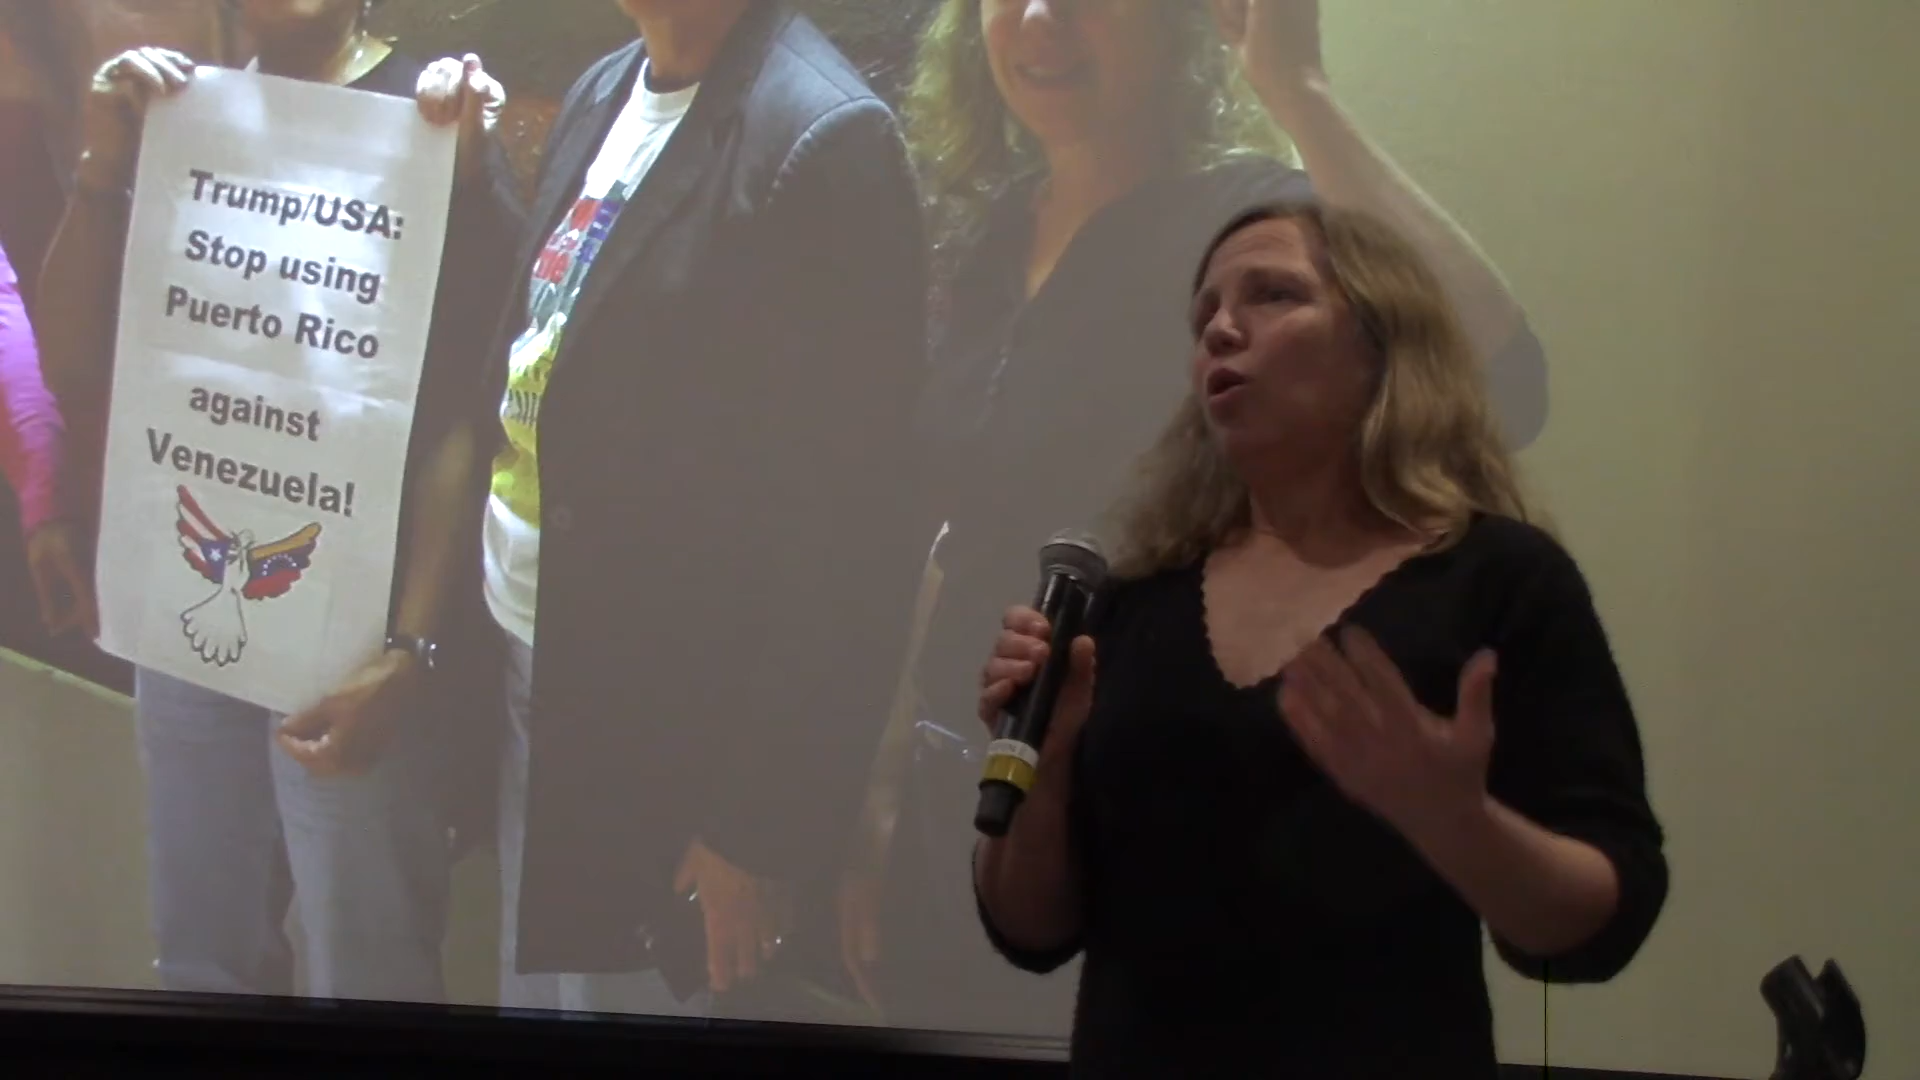 Trump/USA:
Stop using
Puerto Rico
against
Venezuela!